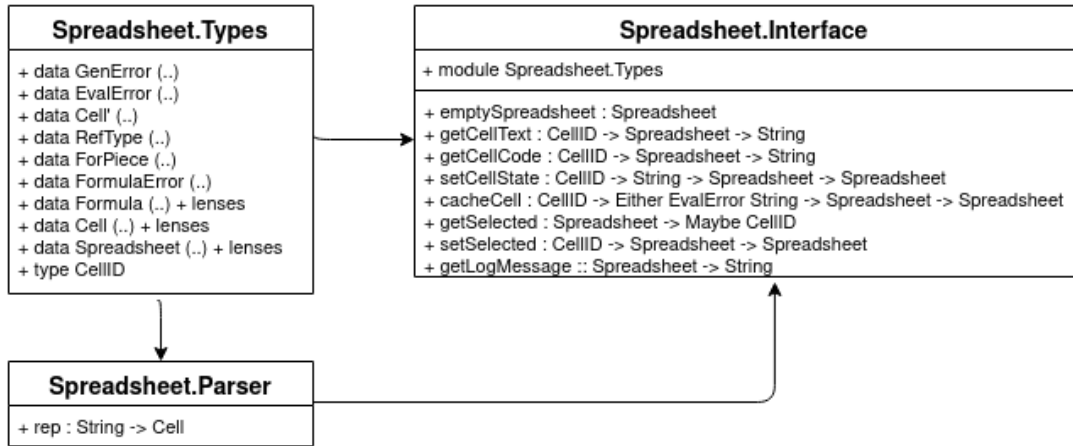 Spreadsheet.Types
+ data GenError (..)
+ data EvalError (..)
+ data Cell' (..)
+ data RefType (..)
+ data ForPiece (..)
+ data FormulaError (..)
+ data Formula (..) + lenses
+ data Cell (..) + lenses
+ data Spreadsheet (..) + lenses
+ type CellID
Spreadsheet.Interface
+ module Spreadsheet.Types
+ emptySpreadsheet : Spreadsheet
+ getCellText : CellID -> Spreadsheet -> String
+ getCellCode : CellID -> Spreadsheet -> String
+ setCellState : CellID -> String -> Spreadsheet -> Spreadsheet
+ cacheCell : CellID -> Either EvalError String -> Spreadsheet -> Spreadsheet
+ getSelected : Spreadsheet -> Maybe CellID
+ setSelected : CellID -> Spreadsheet -> Spreadsheet
+ getLogMessage :: Spreadsheet -> String
Spreadsheet.Parser
+ rep : String -> Cell